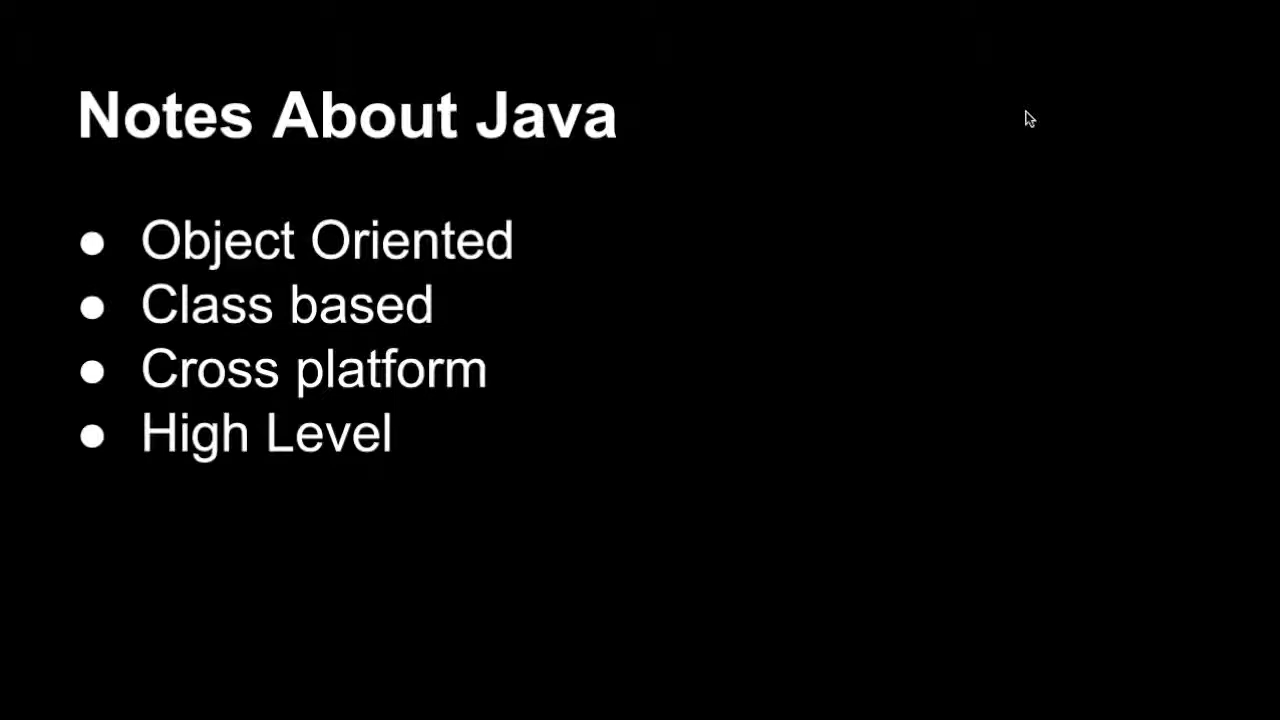 Notes About Java
● Object Oriented
● Class based
● Cross platform
● High Level